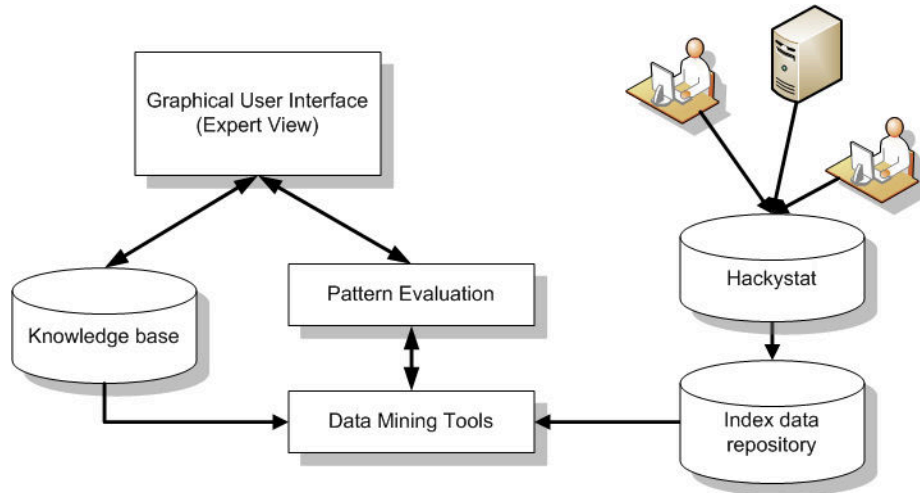 Graphical User Interface
(Expert View)
Hackystat
Pattern Evaluation
Knowledge base
Data Mining Tools
Index data
repository